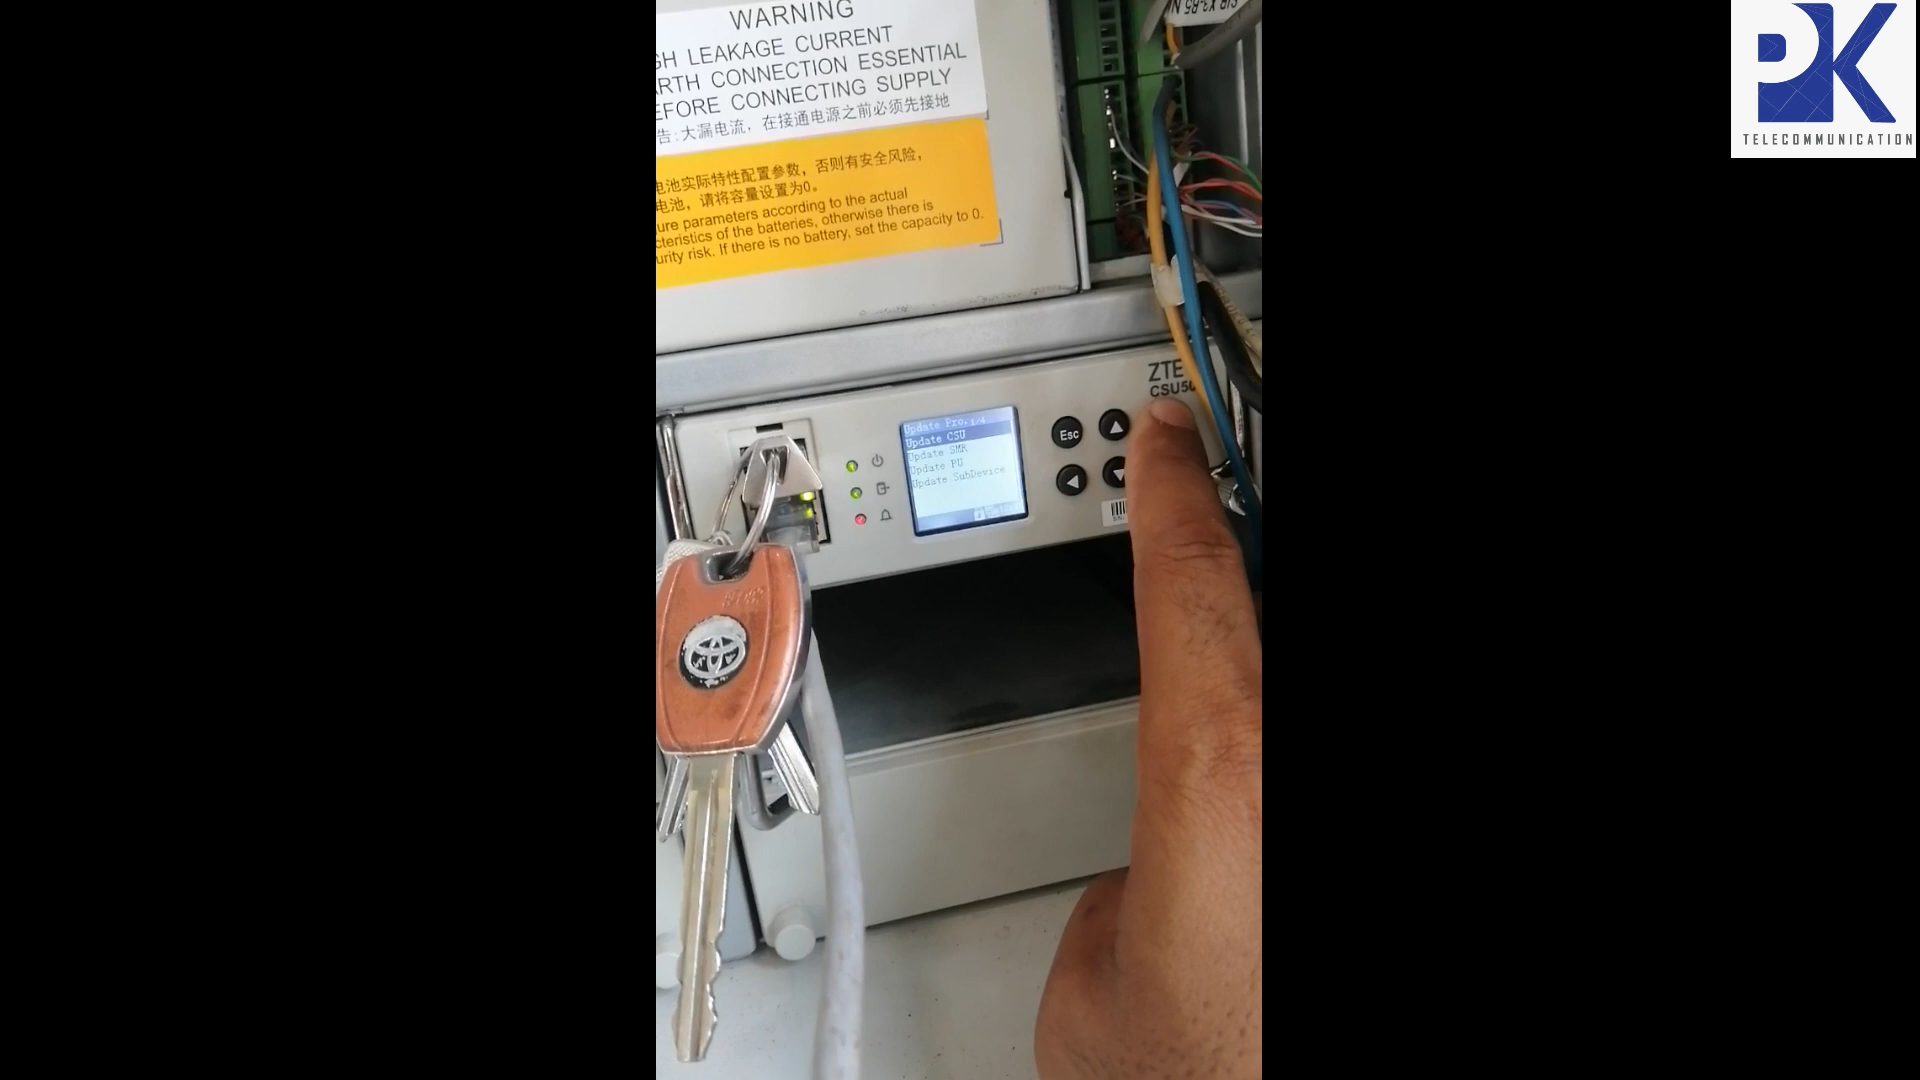 WARNING
GH LEAKAGE CURRENT
ARTH CONNECTION ESSENTIAL
EFORE CONNECTING SUPPLY
告:大漏电流，在接通电源之前必须先接地
电池实际特性配置参数，否则有安全风险，
电池，请将容量设置为0。
ure parameters according to the actual
cteristics of the batteries, otherwise there is
urity risk. If there is no battery, set the capacity to 0.
ZTE
CSU50
Update Pro. 1/4
Update CSU
Update SMR
Update PU
Update SubDevice
Esc
PK
TELECOMMUNICATION